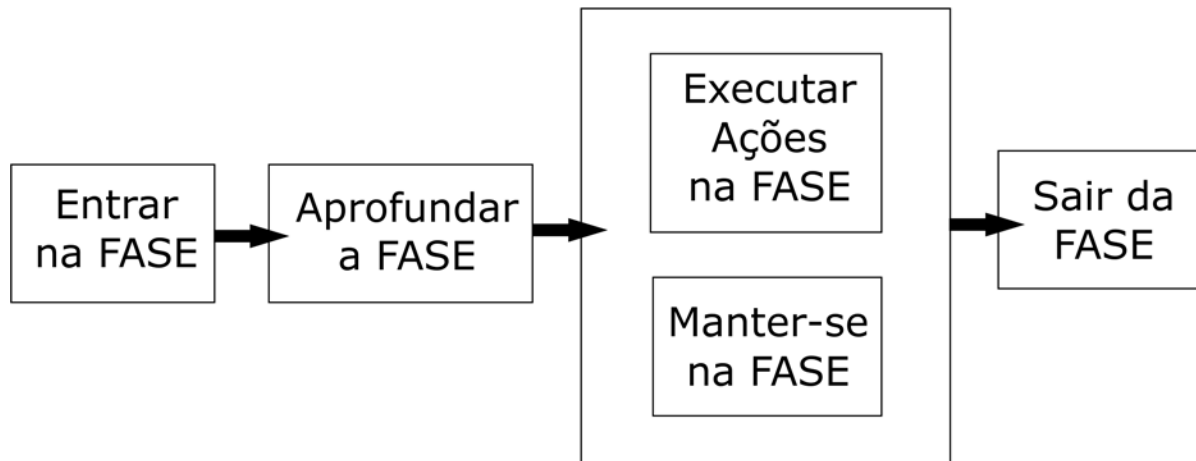 Entrar
na FASE
Aprofundar
a FASE
Executar
Ações
na FASE
Manter-se
na FASE
Sair da
FASE